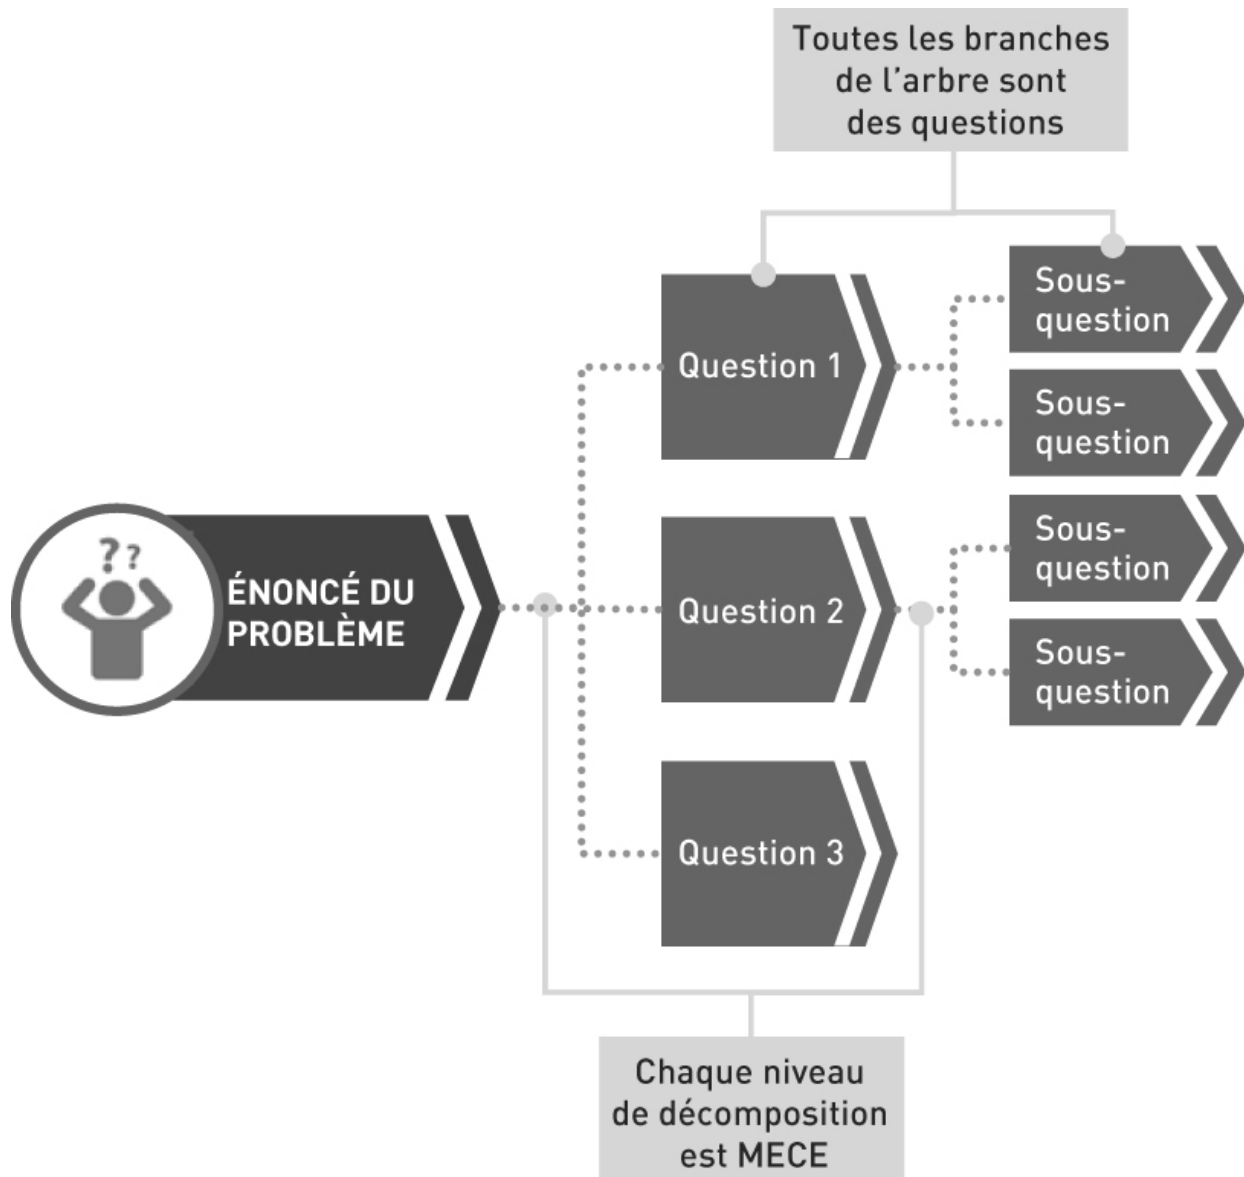 Toutes les branches
de l'arbre sont
des questions
Sous-
question
Question 1
Sous-
question
?
?
ÉNONCÉ DU
PROBLÈME
Question 2
Sous-
question
Sous-
question
Question 3
Chaque niveau
de décomposition
est MECE